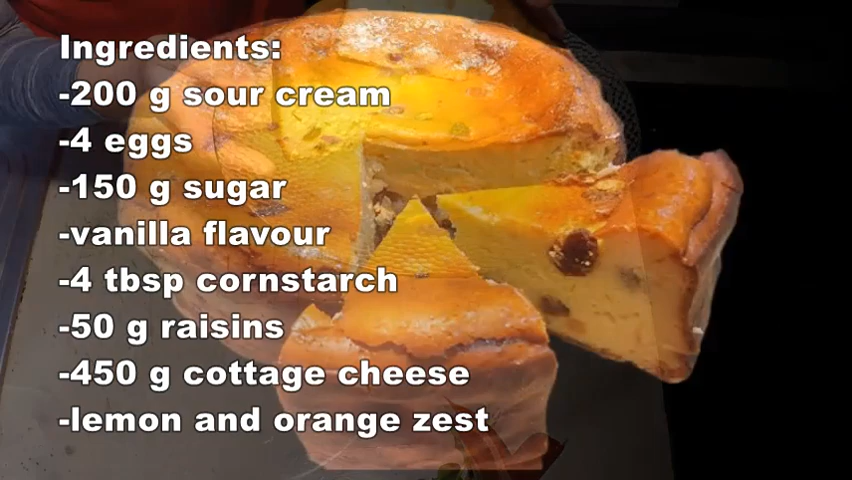 Ingredients:
-200 g sour cream
-4 eggs
-150 g sugar
-vanilla flavour
-4 tbsp cornstarch
-50 g raisins
-450 g cottage cheese
-lemon and orange zest